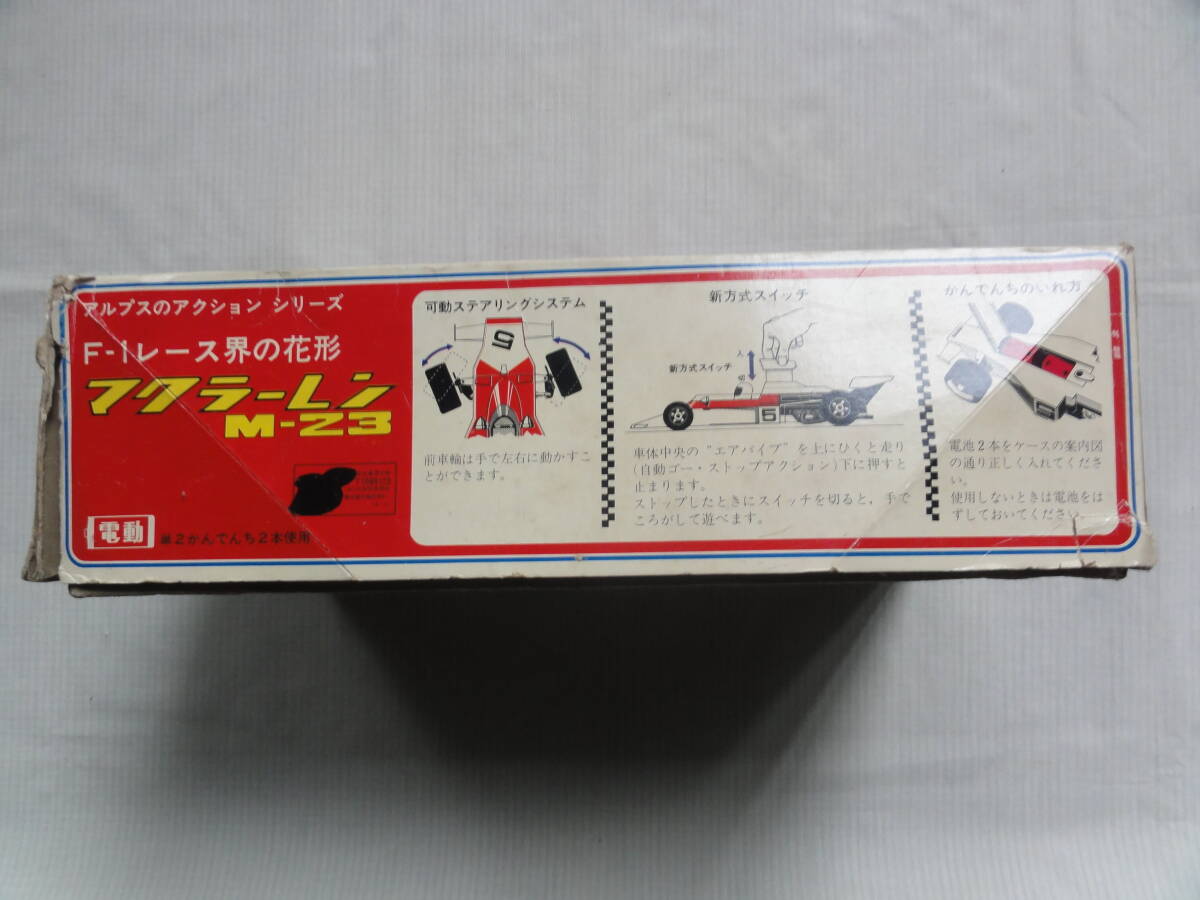 アルプスのアクション シリーズ
F-1レース界の花形
マクラーレン
M-23
電動
単2かんでんち2本使用
可動ステアリングシステム
5
前車輪は手で左右に動かすこ
とができます。
新方式スイッチ
新方式スイッチ
入
切
6
車体中央の“エアパイプ”を上にひくと走り
(自動ゴー・ストップアクション)下に押すと
止まります。
ストップしたときにスイッチを切ると，手で
ころがして遊べます。
かんでんちのいれ方
電池2本をケースの案内図
の通り正しく入れてくださ
い。
使用しないときは電池をは
ずしておいてください。